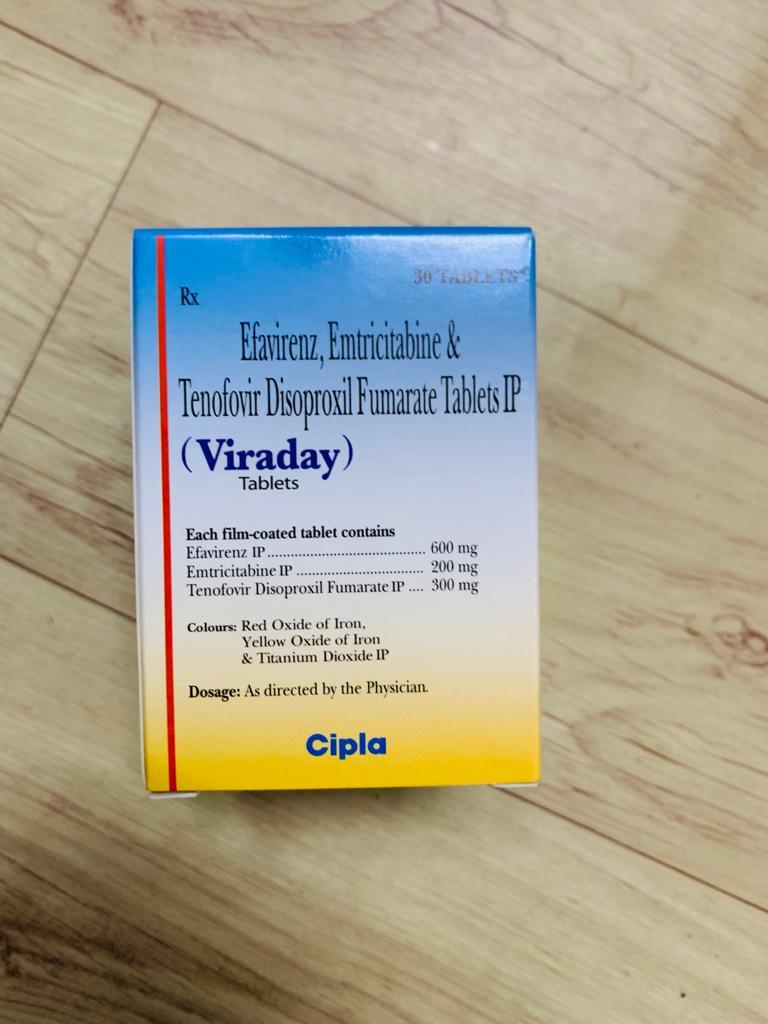 30 TABLETS
Rx
Efavirenz, Emtricitabine &
Tenofovir Disoproxil Fumarate Tablets IP
(Viraday)
Tablets
Each film-coated tablet contains
Efavirenz IP.......................................... 600 mg
Emtricitabine IP .................................. 200 mg
Tenofovir Disoproxil Fumarate IP .... 300 mg
Colours: Red Oxide of Iron,
Yellow Oxide of Iron
& Titanium Dioxide IP
Dosage: As directed by the Physician.
Cipla